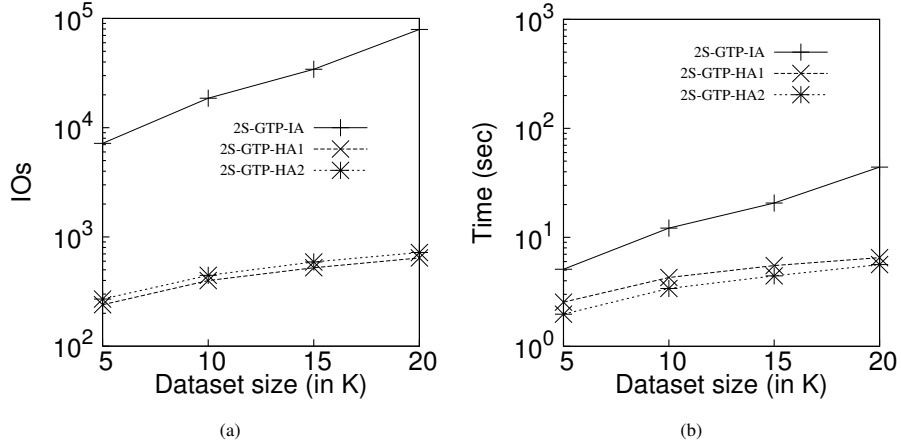 10^5
10^4
10^3
10^2
IOs
2S-GTP-IA
2S-GTP-HA1
2S-GTP-HA2
5 10 15 20
Dataset size (in K)
(a)
10^3
10^2
10^1
10^0
Time (sec)
2S-GTP-IA
2S-GTP-HA1
2S-GTP-HA2
5 10 15 20
Dataset size (in K)
(b)